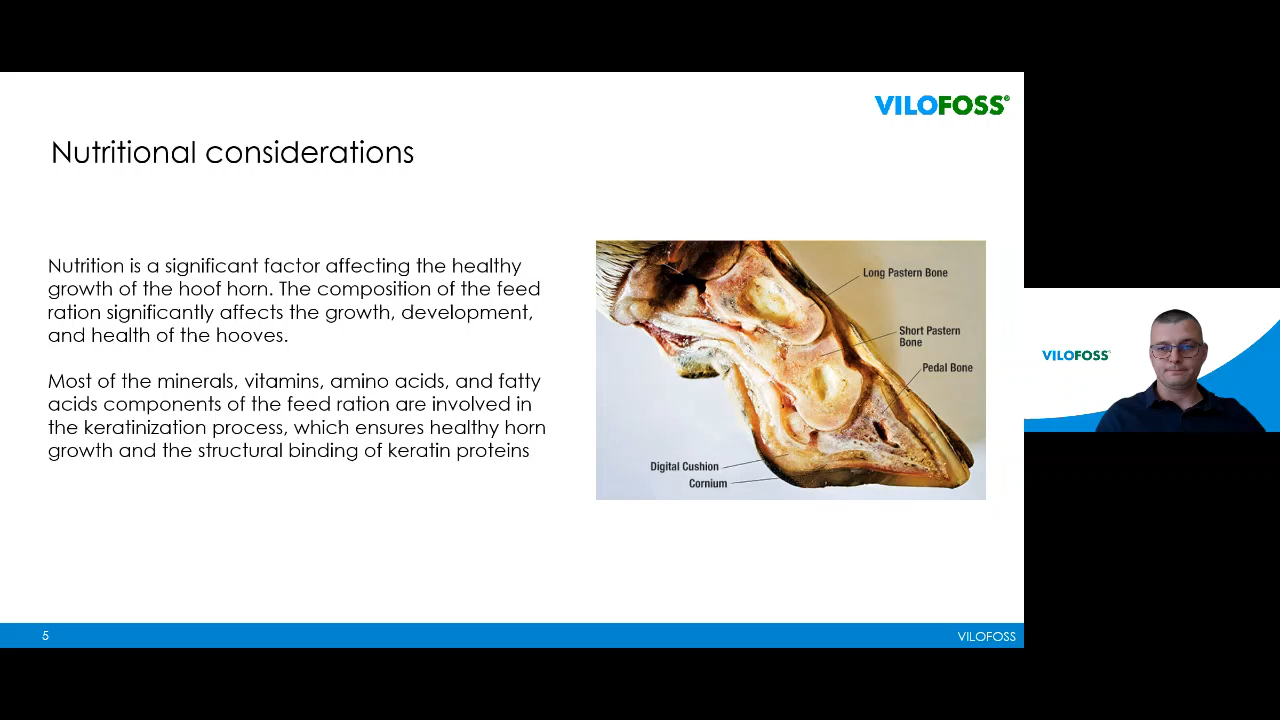 VILOFOSS®
Nutritional considerations
Nutrition is a significant factor affecting the healthy
growth of the hoof horn. The composition of the feed
ration significantly affects the growth, development,
and health of the hooves.
Most of the minerals, vitamins, amino acids, and fatty
acids components of the feed ration are involved in
the keratinization process, which ensures healthy horn
growth and the structural binding of keratin proteins
Long Pastern Bone
Short Pastern
Bone
Pedal Bone
Digital Cushion
Cornium
VILOFOSS®
5
VILOFOSS